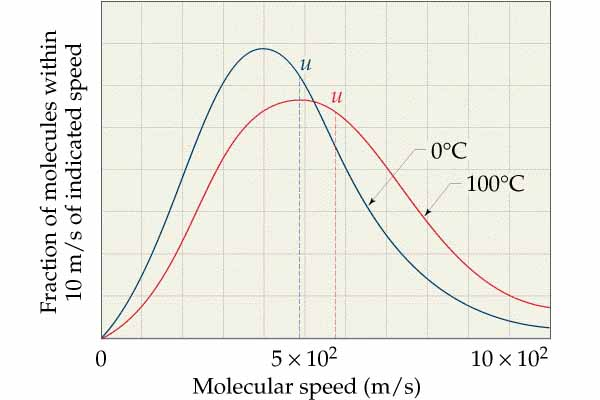 Fraction of molecules within
10 m/s of indicated speed
u
u
0°C
100°C
0
5 × 10²
10 × 10²
Molecular speed (m/s)